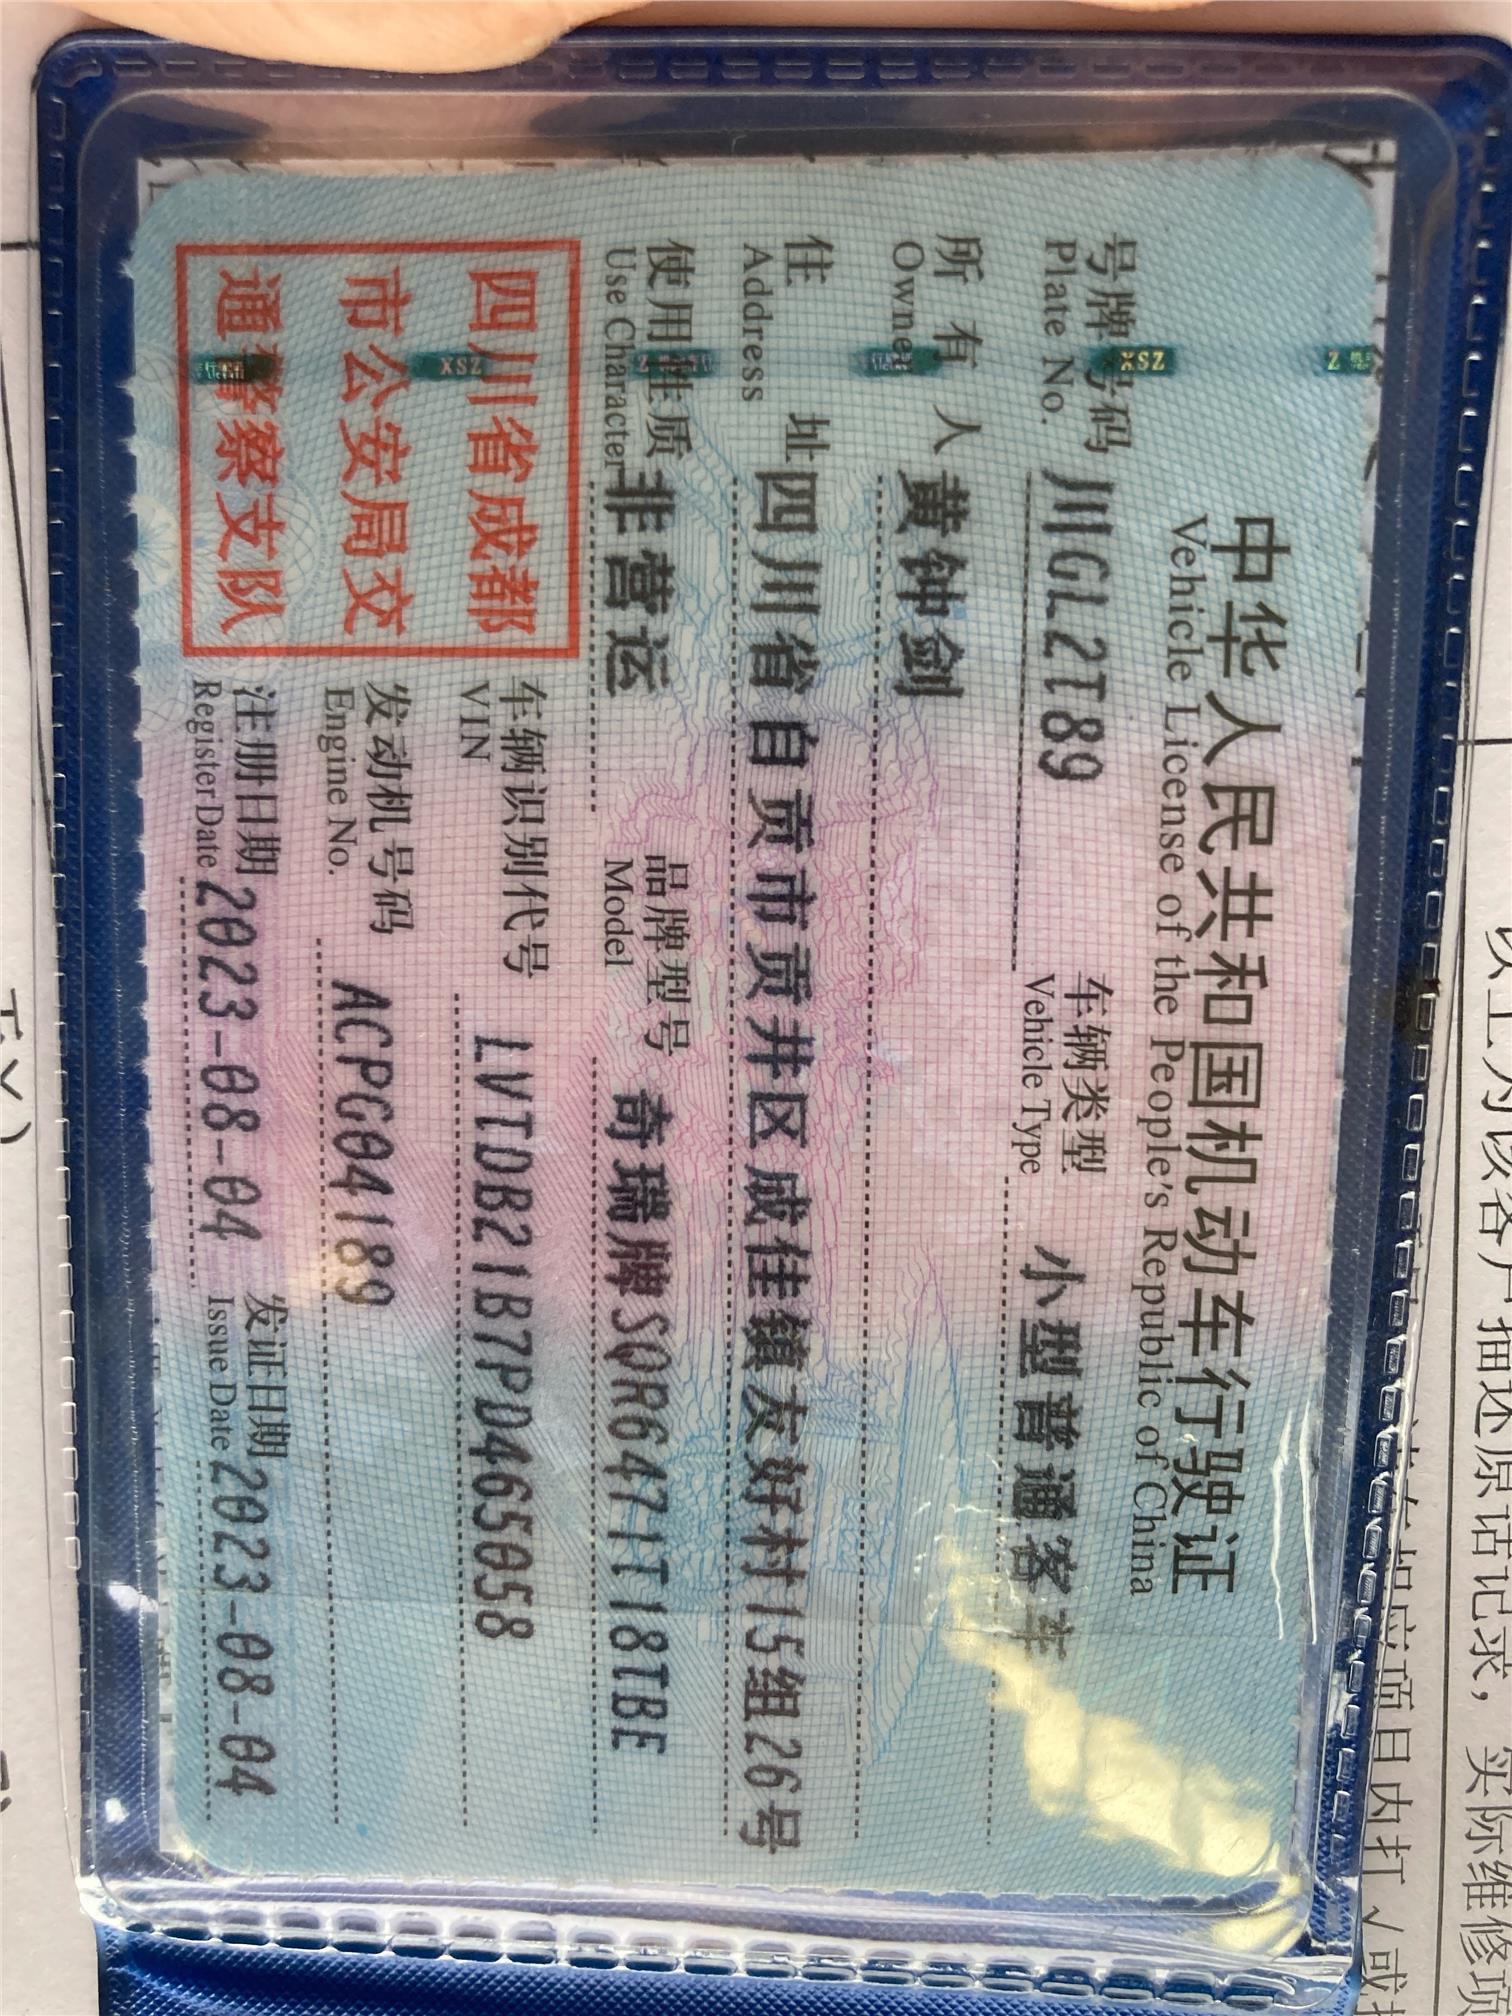 中华人民共和国机动车行驶证
Vehicle License of the People's Republic of China
号牌号码 川GL2T89 车辆类型 小型普通客车
Plate No. Vehicle Type
所有人 黄钟剑
Owner
住址 四川省自贡市贡井区成佳镇友好村15组26号
Address
使用性质 非营运 品牌型号 奇瑞牌SQR6471T18TBE
Use Character Model
四川省成都
市公安局交
通警察支队
车辆识别代号 LVTDB21B7PD465058
VIN
发动机号码 ACPG04189
Engine No.
注册日期 2023-08-04 发证日期 2023-08-04
Register Date Issue Date
ZSX
ZSX
实际维修项